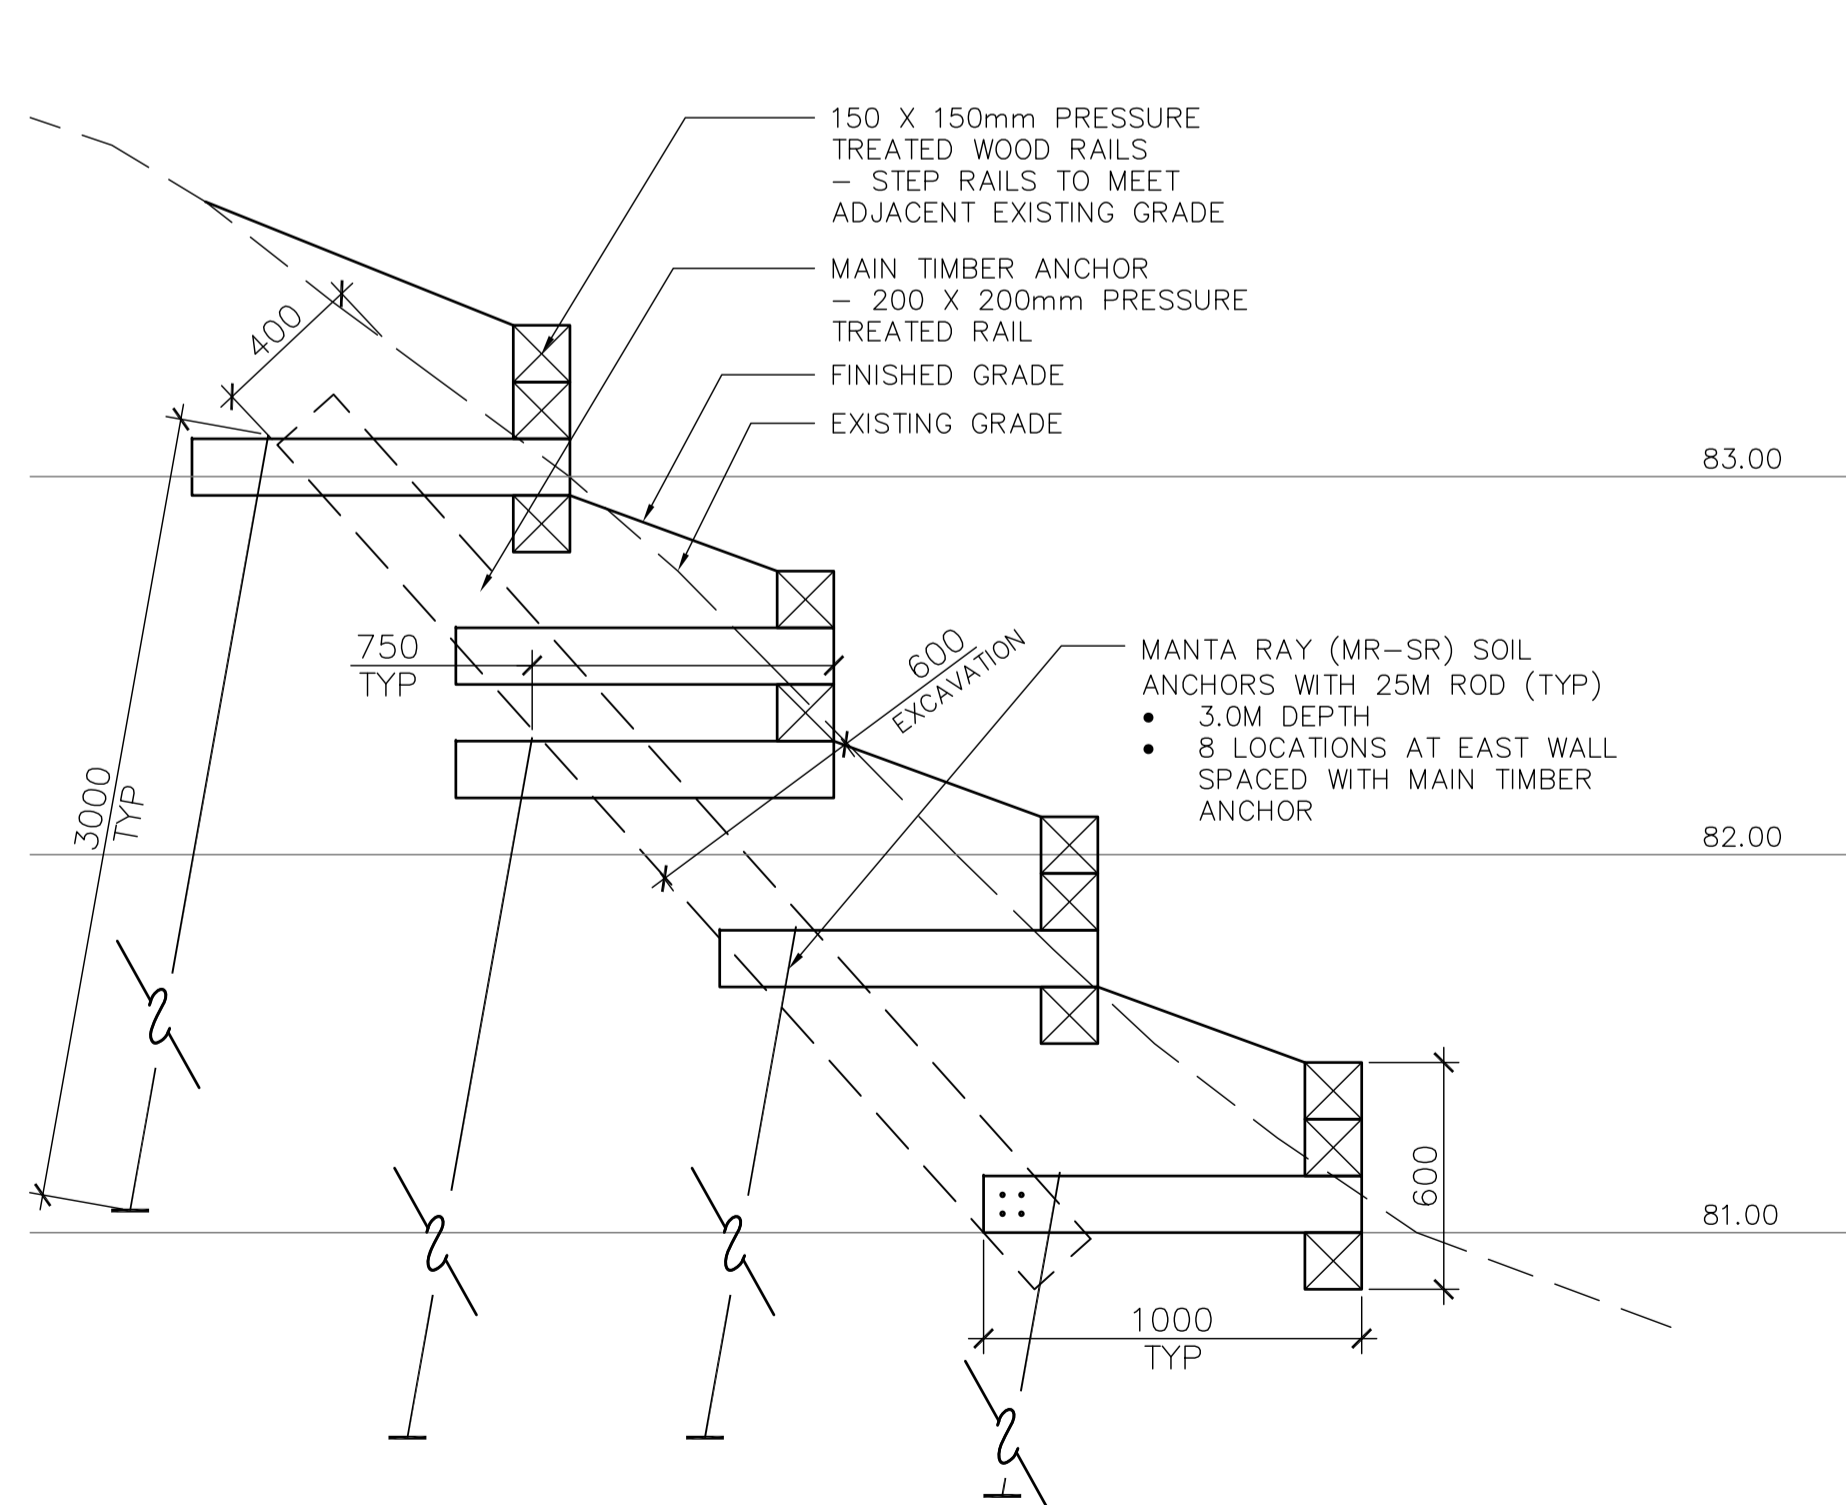 150 X 150mm PRESSURE
TREATED WOOD RAILS
– STEP RAILS TO MEET
ADJACENT EXISTING GRADE
MAIN TIMBER ANCHOR
– 200 X 200mm PRESSURE
TREATED RAIL
FINISHED GRADE
EXISTING GRADE
400
83.00
750
TYP
600
EXCAVATION
MANTA RAY (MR–SR) SOIL
ANCHORS WITH 25M ROD (TYP)
• 3.0M DEPTH
• 8 LOCATIONS AT EAST WALL
SPACED WITH MAIN TIMBER
ANCHOR
3000
TYP
82.00
600
81.00
1000
TYP